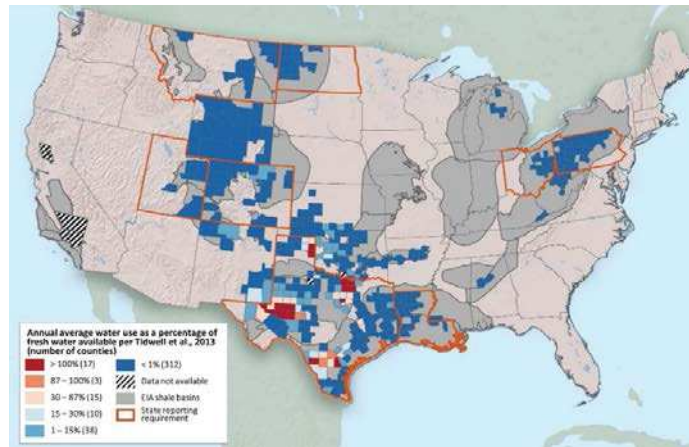 Annual average water use as a percentage of
fresh water available per Tidwell et al., 2013
(number of counties)
> 100% (17)
< 1% (312)
87 – 100% (3)
Data not available
30 – 87% (15)
EIA shale basins
15 – 30% (10)
State reporting
requirement
1 – 15% (38)